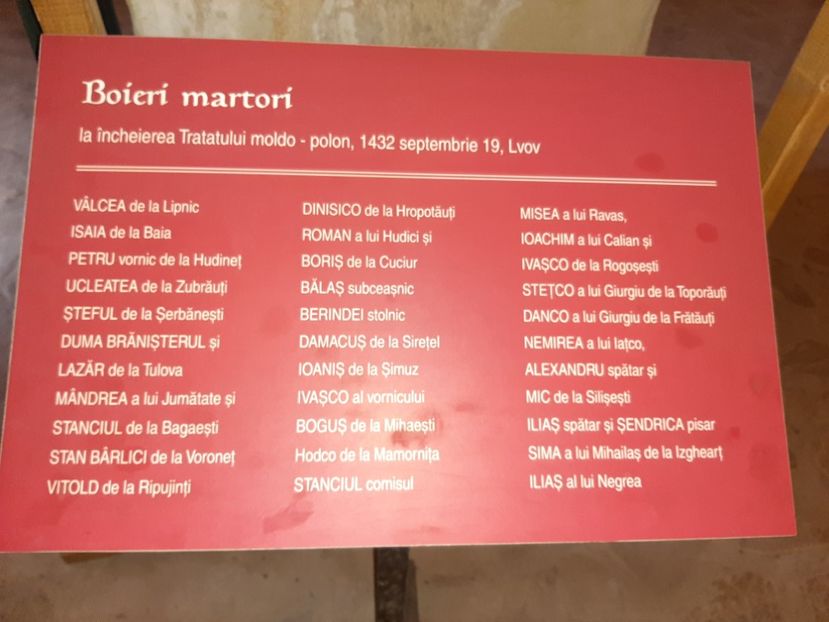 Boieri martori
la încheierea Tratatului moldo - polon, 1432 septembrie 19, Lvov
VÂLCEA de la Lipnic
ISAIA de la Baia
PETRU vornic de la Hudineț
UCLEATEA de la Zubrăuți
ȘTEFUL de la Șerbănești
DUMA BRĂNIȘTERUL și
LAZĂR de la Tulova
MÂNDREA a lui Jumătate și
STANCIUL de la Bagaești
STAN BÂRLICI de la Voroneț
VITOLD de la Ripujinți
DINISICO de la Hropotăuți
ROMAN a lui Hudici și
BORIȘ de la Cuciur
BĂLAȘ subceașnic
BERINDEI stolnic
DAMACUȘ de la Sirețel
IOANIȘ de la Șimuz
IVAȘCO al vornicului
BOGUȘ de la Mihaești
Hodco de la Mamornița
STANCIUL comisul
MISEA a lui Ravas,
IOACHIM a lui Calian și
IVAȘCO de la Rogoșești
STEȚCO a lui Giurgiu de la Toporăuți
DANCO a lui Giurgiu de la Frătăuți
NEMIREA a lui Iațco,
ALEXANDRU spătar și
MIC de la Silișești
ILIAȘ spătar și ȘENDRICA pisar
SIMA a lui Mihailaș de la Izghearț
ILIAȘ al lui Negrea